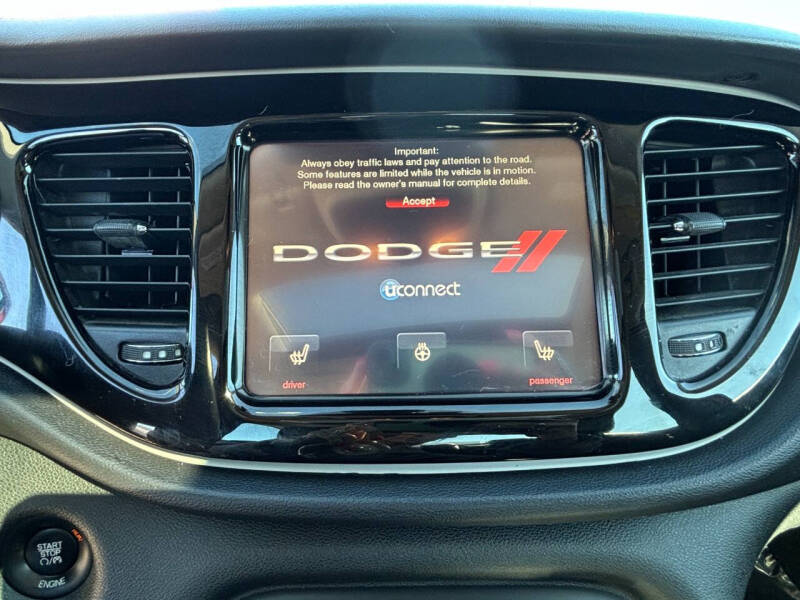 Important:
Always obey traffic laws and pay attention to the road.
Some features are limited while the vehicle is in motion.
Please read the owner's manual for complete details.
Accept
DODGE
uconnect
driver
passenger
START
STOP
ENGINE